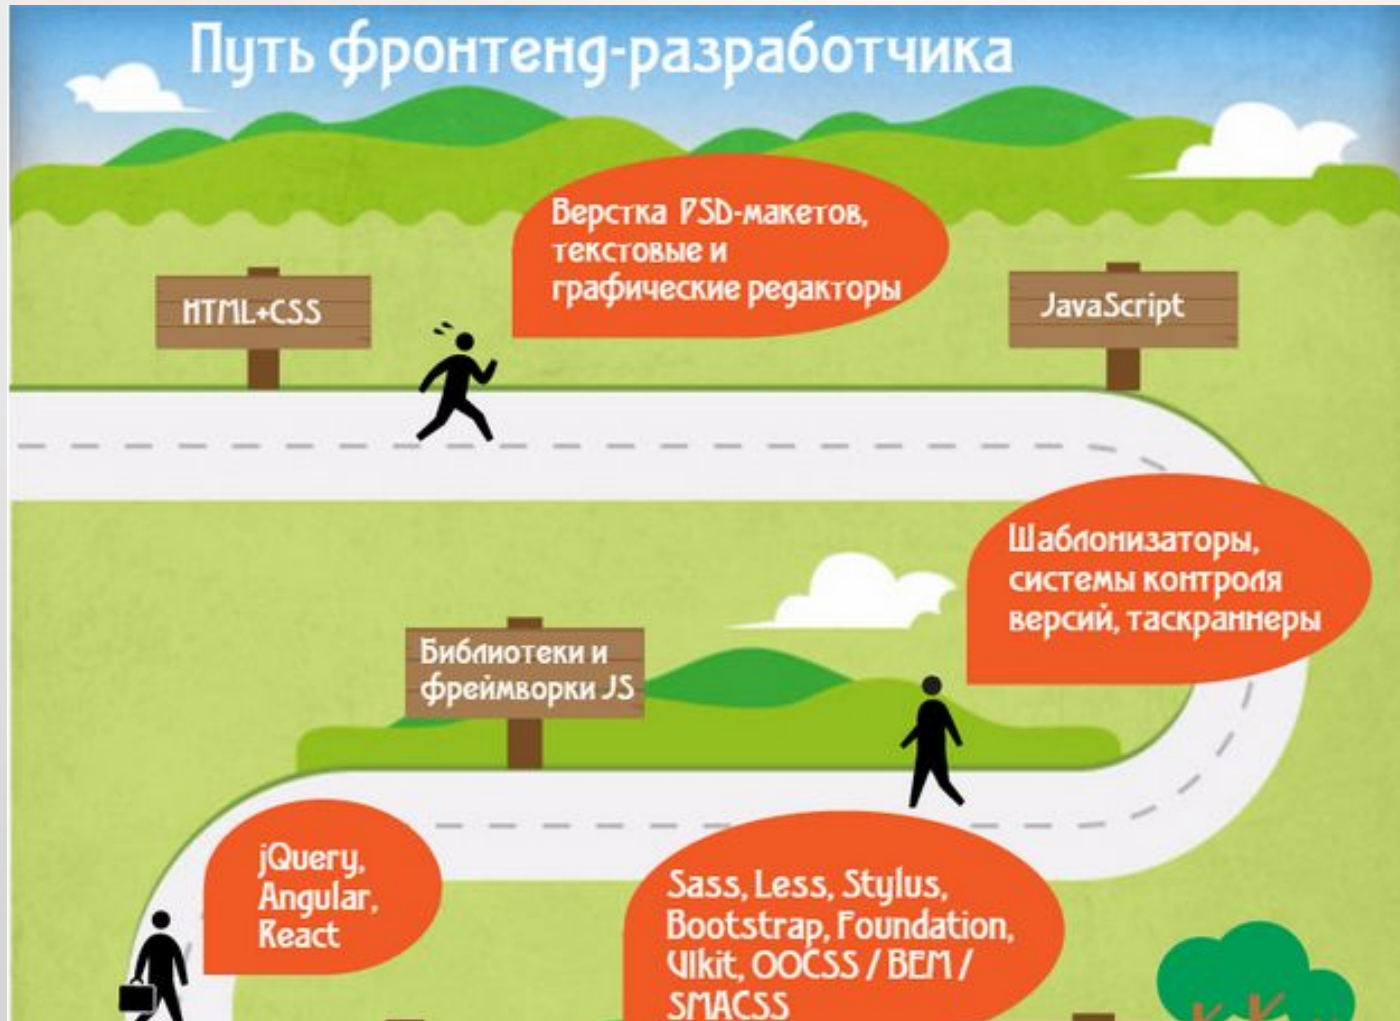 Путь фронтенд-разработчика
Верстка PSD-макетов,
текстовые и
графические редакторы
HTML+CSS
JavaScript
Шаблонизаторы,
системы контроля
версий, таскраннеры
Библиотеки и
фреймворки JS
jQuery,
Angular,
React
Sass, Less, Stylus,
Bootstrap, Foundation,
UIkit, OOCSS / BEM /
SMACSS